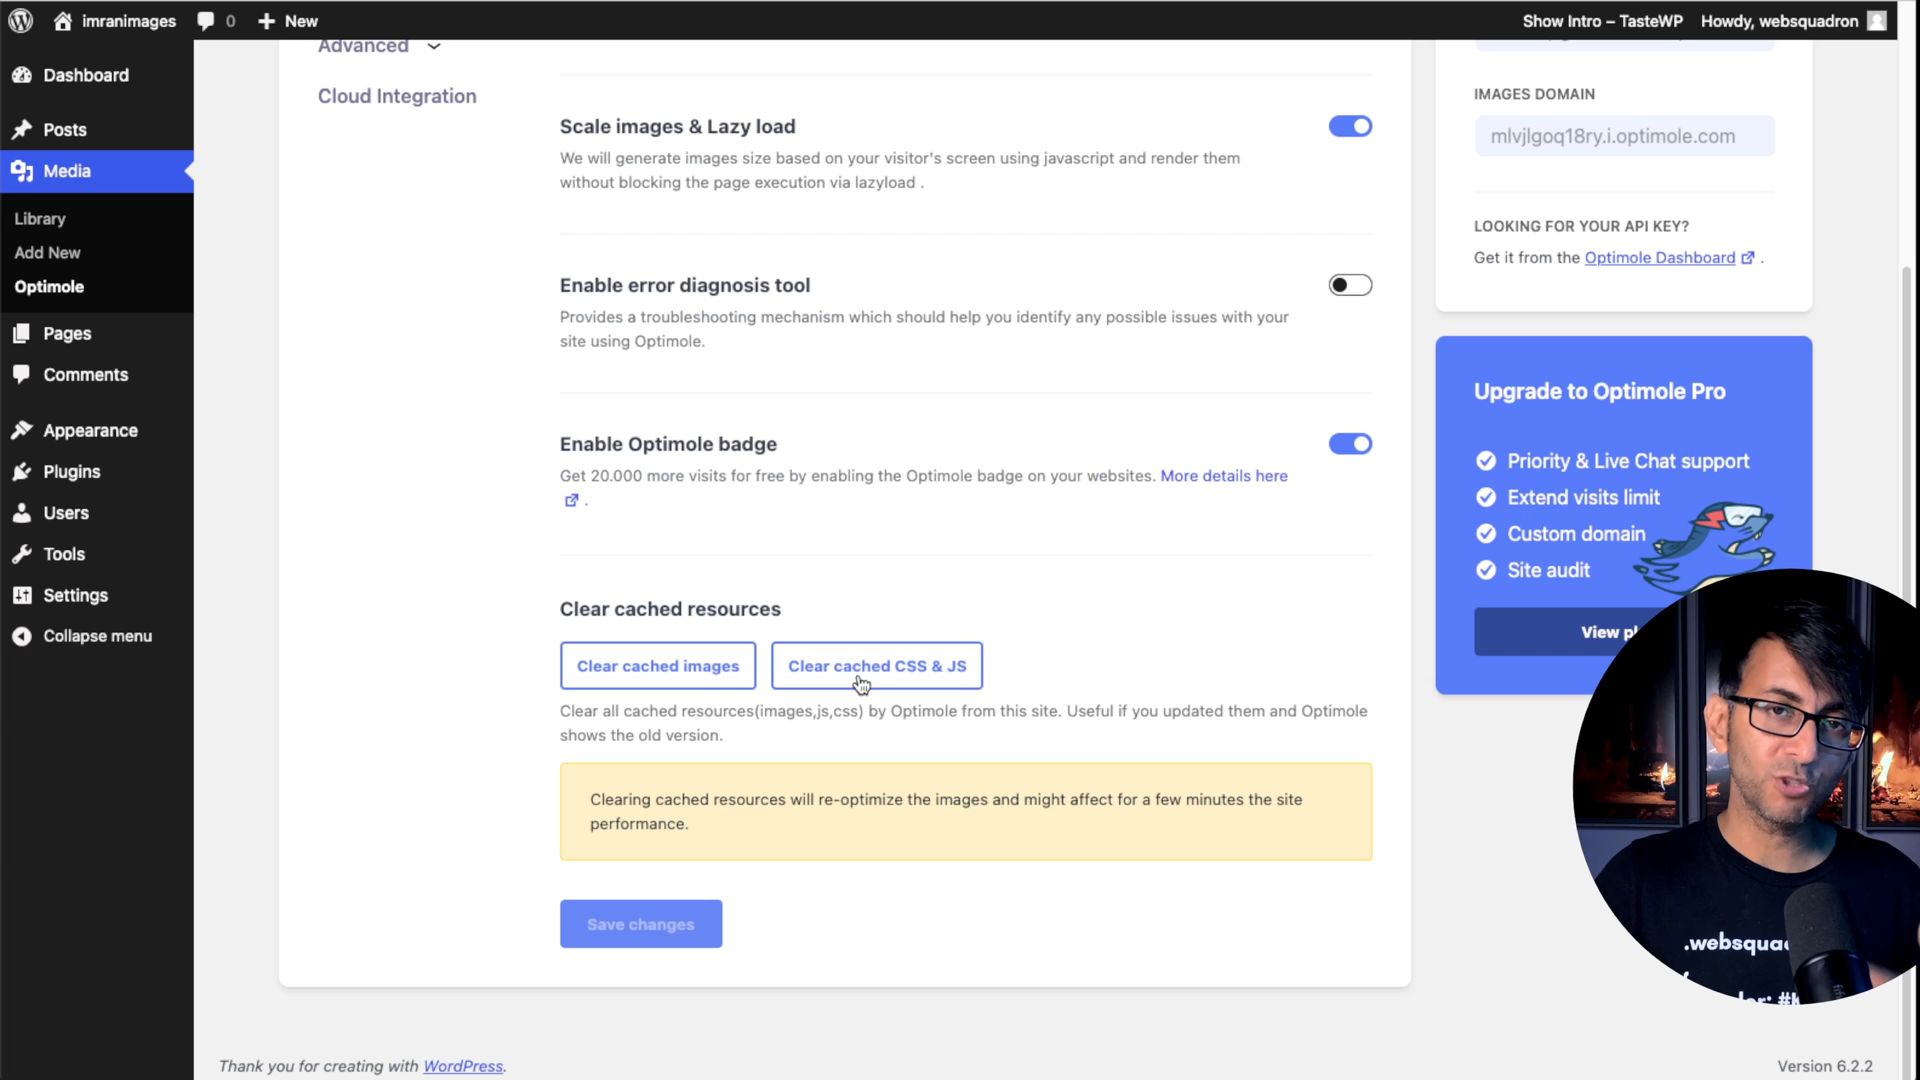 imranimages
0
New
Show Intro – TasteWP
Howdy, websquadron
Dashboard
Posts
Media
Library
Add New
Optimole
Pages
Comments
Appearance
Plugins
Users
Tools
Settings
Collapse menu
Advanced
Cloud Integration
Scale images & Lazy load
We will generate images size based on your visitor's screen using javascript and render them
without blocking the page execution via lazyload .
Enable error diagnosis tool
Provides a troubleshooting mechanism which should help you identify any possible issues with your
site using Optimole.
Enable Optimole badge
Get 20.000 more visits for free by enabling the Optimole badge on your websites. More details here
.
Clear cached resources
Clear cached images
Clear cached CSS & JS
Clear all cached resources(images,js,css) by Optimole from this site. Useful if you updated them and Optimole
shows the old version.
Clearing cached resources will re-optimize the images and might affect for a few minutes the site
performance.
Save changes
IMAGES DOMAIN
mlvjlgoq18ry.i.optimole.com
LOOKING FOR YOUR API KEY?
Get it from the Optimole Dashboard .
Upgrade to Optimole Pro
Priority & Live Chat support
Extend visits limit
Custom domain
Site audit
View
Thank you for creating with WordPress.
Version 6.2.2